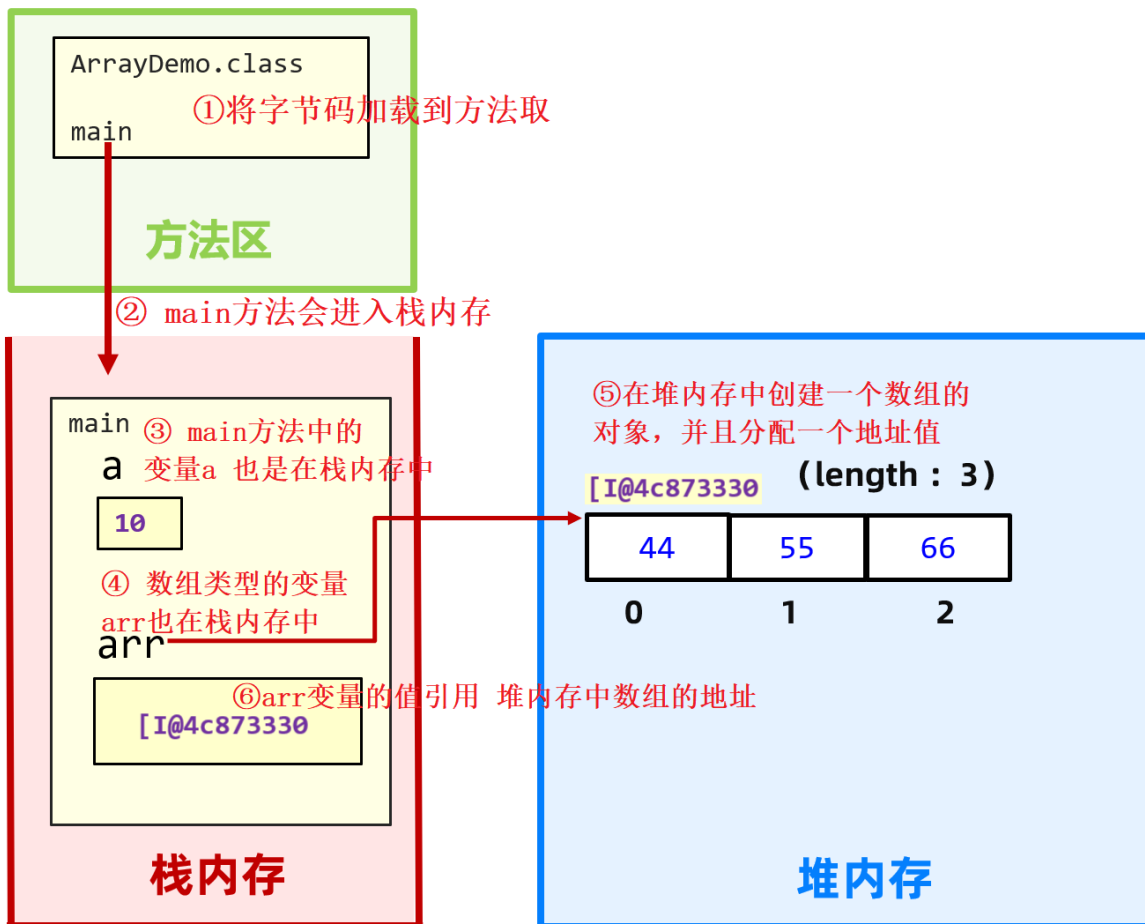 ArrayDemo.class
①将字节码加载到方法取
main
方法区
② main方法会进入栈内存
main
③ main方法中的
变量a 也是在栈内存中
a
10
④ 数组类型的变量
arr也在栈内存中
arr
⑥arr变量的值引用 堆内存中数组的地址
[I@4c873330
栈内存
⑤在堆内存中创建一个数组的
对象，并且分配一个地址值
[I@4c873330
(length : 3)
44 55 66
0 1 2
堆内存